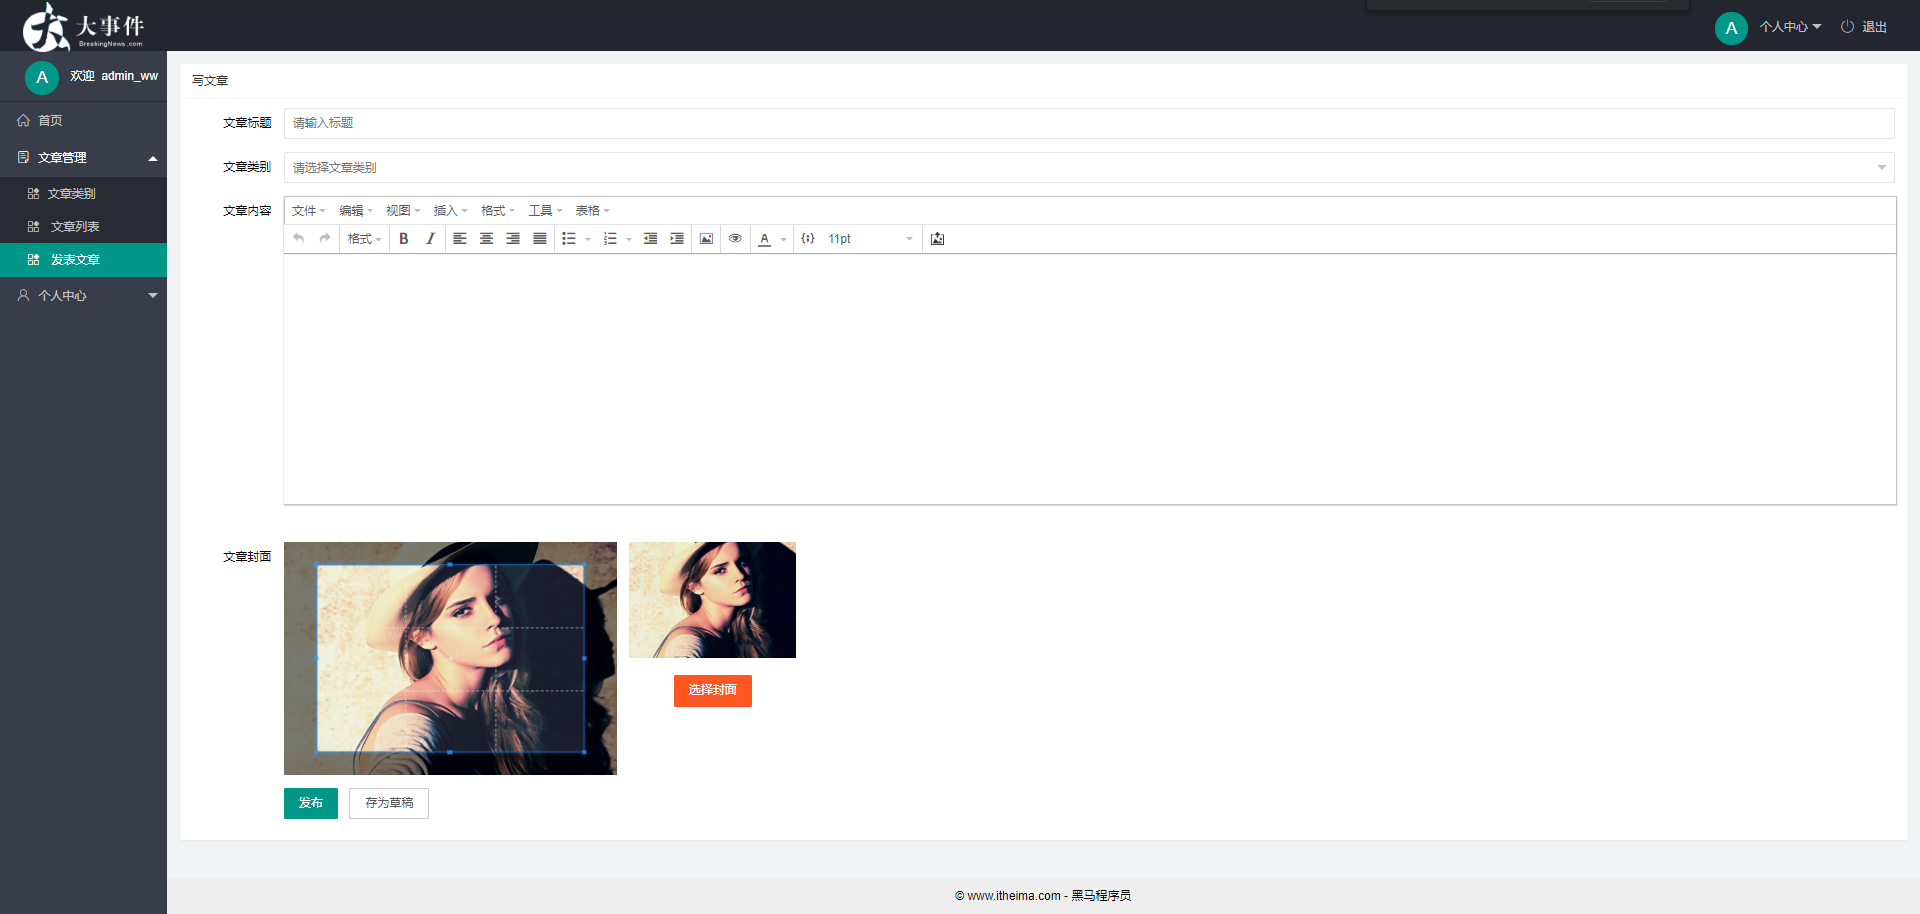 大事件
BreakingNews.com
A 个人中心 退出
A 欢迎 admin_ww
首页
文章管理
文章类别
文章列表
发表文章
个人中心
写文章
文章标题 请输入标题
文章类别 请选择文章类别
文章内容 文件 编辑 视图 插入 格式 工具 表格
格式 B I A {;} 11pt
文章封面
选择封面
发布 存为草稿
© www.itheima.com - 黑马程序员